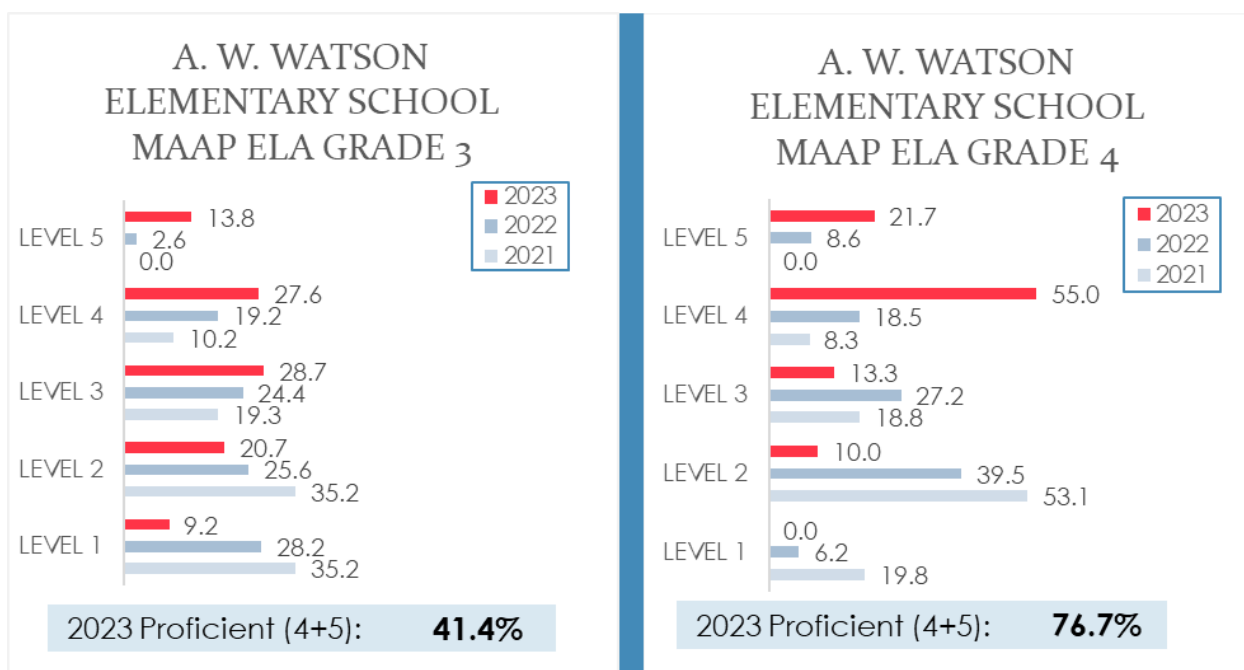 A. W. WATSON
ELEMENTARY SCHOOL
MAAP ELA GRADE 3
2023
2022
2021
LEVEL 5
13.8
2.6
0.0
LEVEL 4
27.6
19.2
10.2
LEVEL 3
28.7
24.4
19.3
LEVEL 2
20.7
25.6
35.2
LEVEL 1
9.2
28.2
35.2
2023 Proficient (4+5): 41.4%
A. W. WATSON
ELEMENTARY SCHOOL
MAAP ELA GRADE 4
2023
2022
2021
LEVEL 5
21.7
8.6
0.0
LEVEL 4
55.0
18.5
8.3
LEVEL 3
13.3
27.2
18.8
LEVEL 2
10.0
39.5
53.1
LEVEL 1
0.0
6.2
19.8
2023 Proficient (4+5): 76.7%